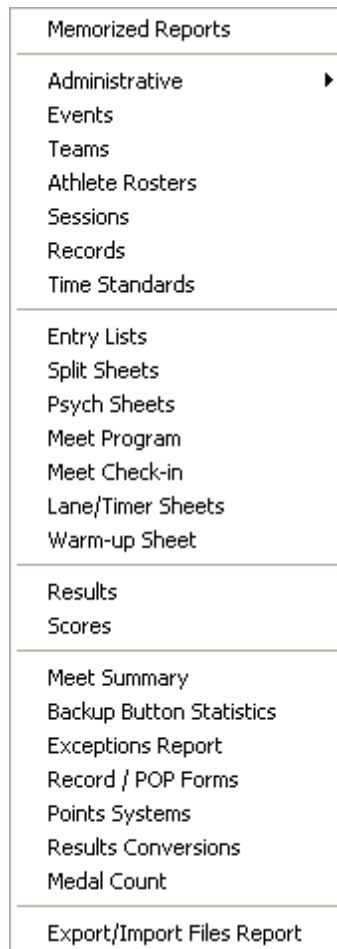 Memorized Reports
Administrative
Events
Teams
Athlete Rosters
Sessions
Records
Time Standards
Entry Lists
Split Sheets
Psych Sheets
Meet Program
Meet Check-in
Lane/Timer Sheets
Warm-up Sheet
Results
Scores
Meet Summary
Backup Button Statistics
Exceptions Report
Record / POP Forms
Points Systems
Results Conversions
Medal Count
Export/Import Files Report